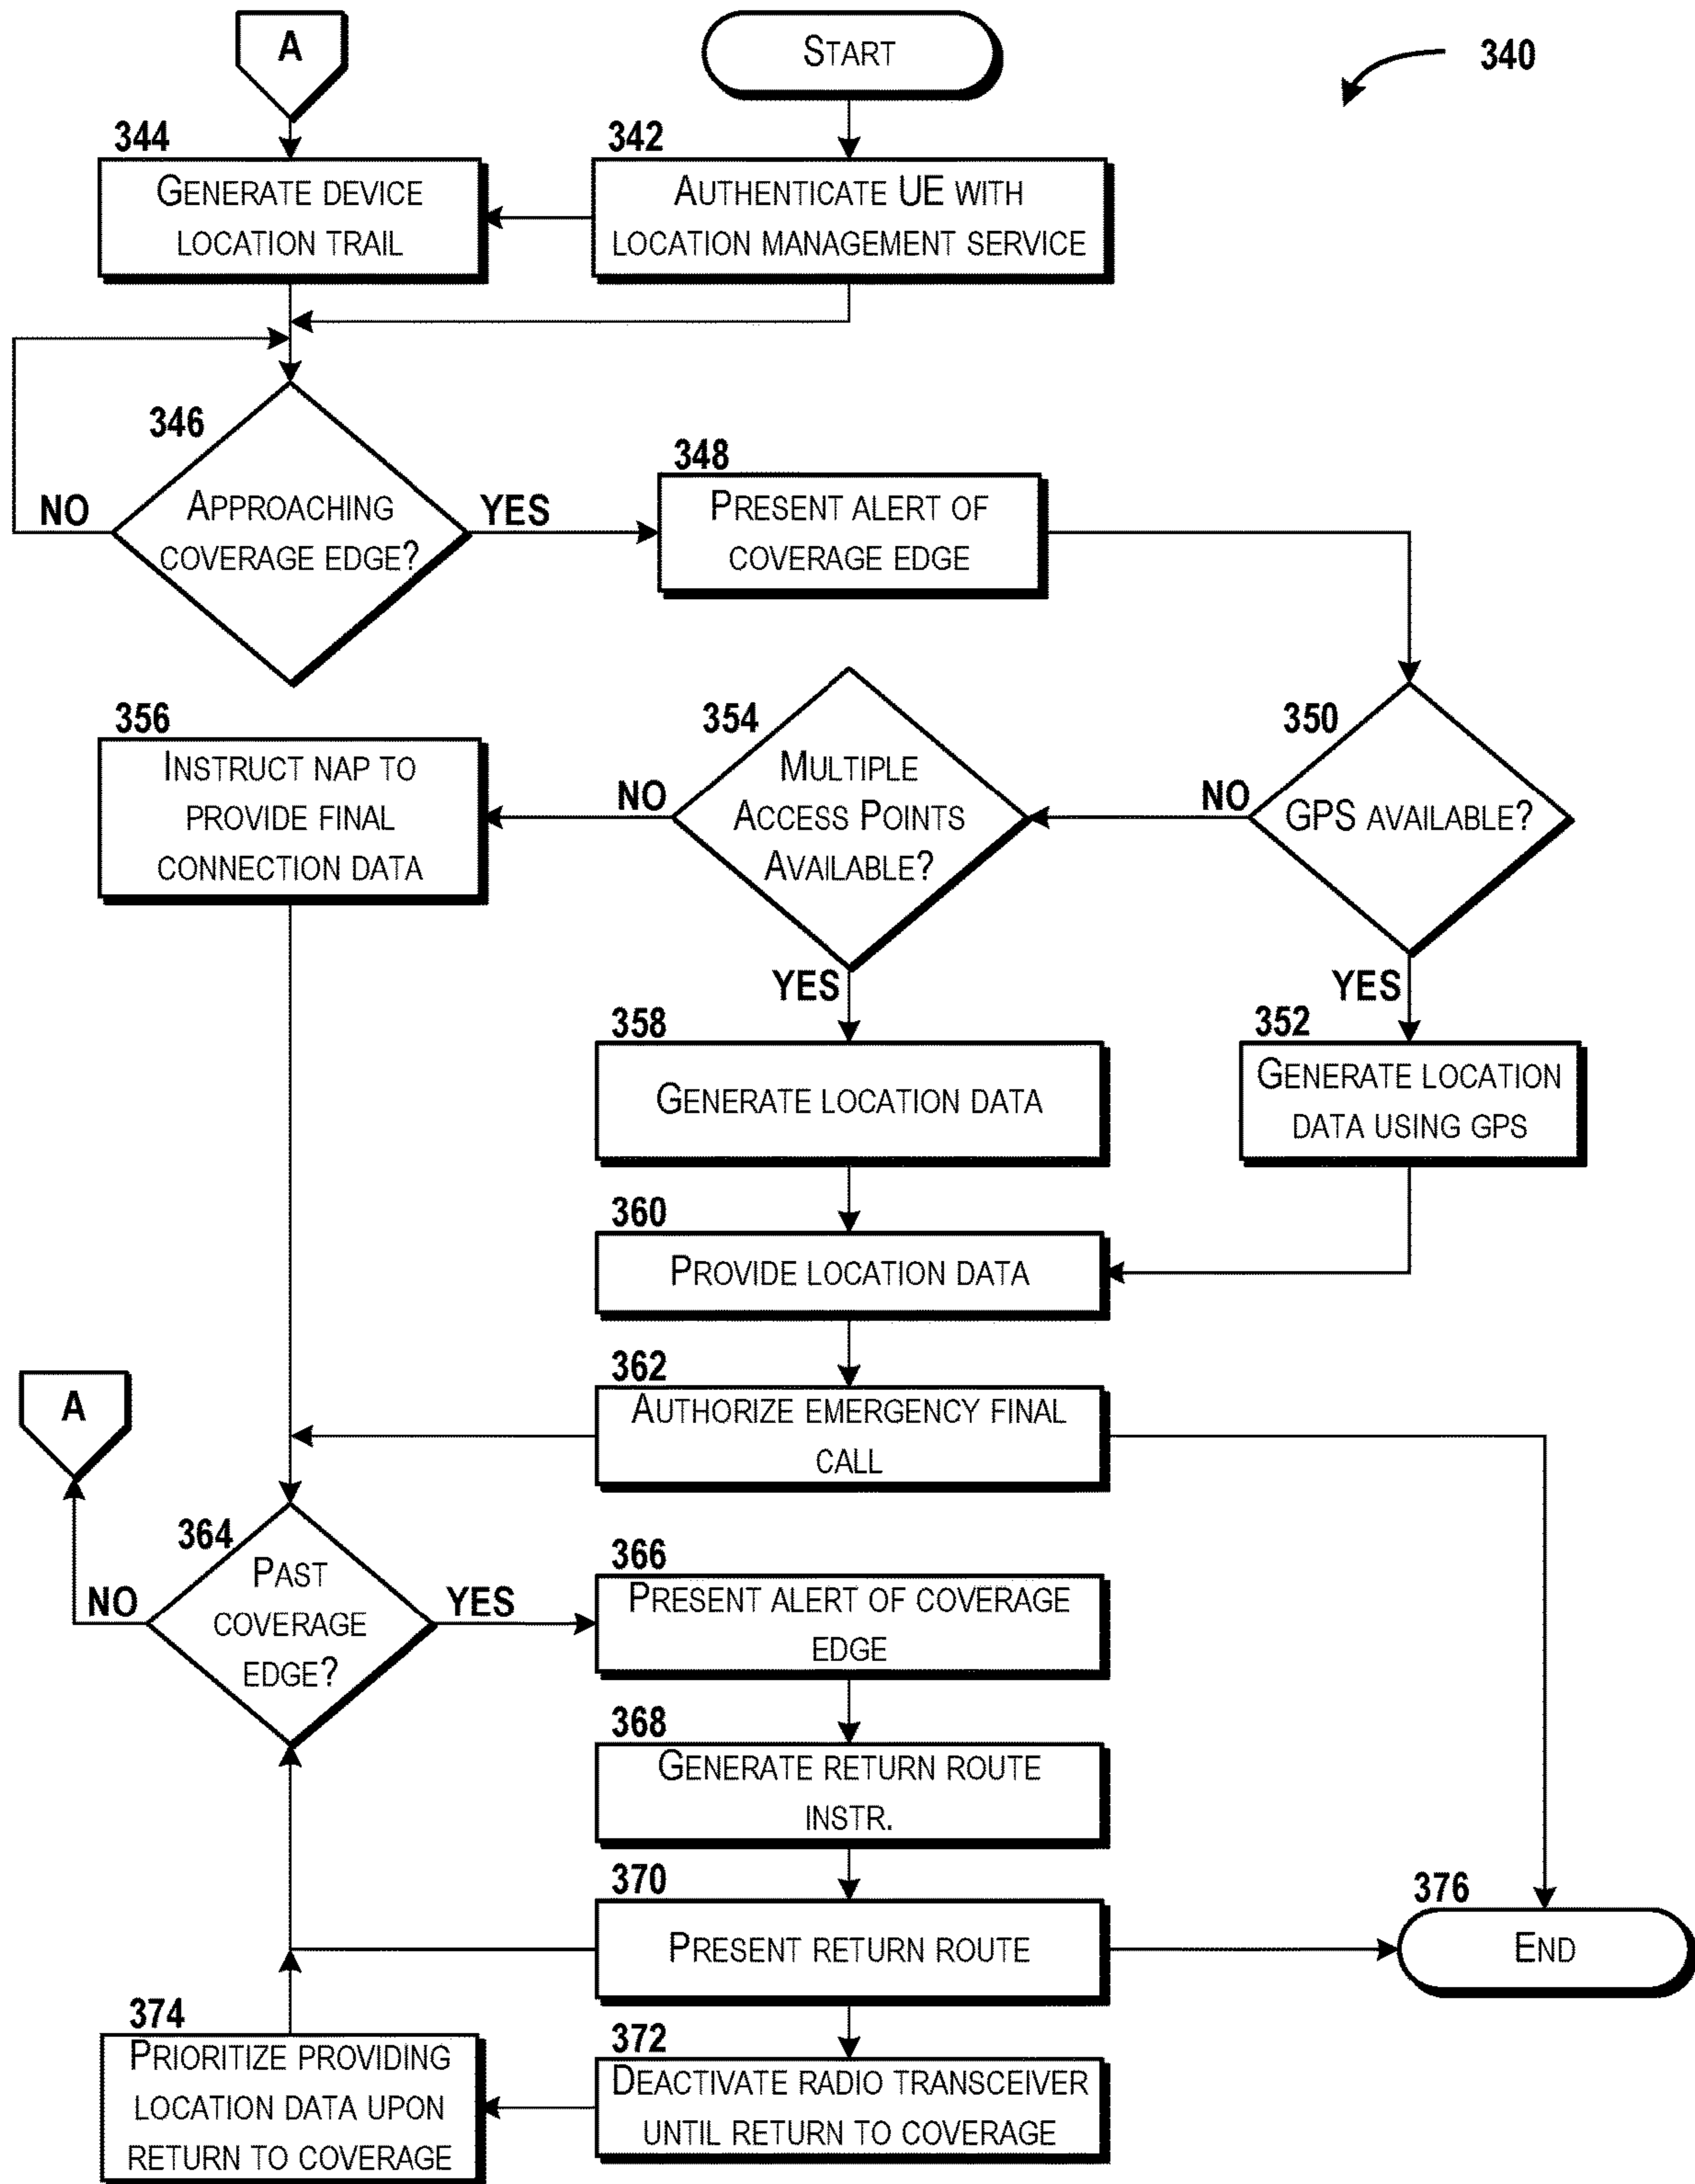 A
START
340
344
342
GENERATE DEVICE
LOCATION TRAIL
AUTHENTICATE UE WITH
LOCATION MANAGEMENT SERVICE
346
348
NO
APPROACHING
COVERAGE EDGE?
YES
PRESENT ALERT OF
COVERAGE EDGE
356
354
350
INSTRUCT NAP TO
PROVIDE FINAL
CONNECTION DATA
NO
MULTIPLE
ACCESS POINTS
AVAILABLE?
NO
GPS AVAILABLE?
YES
YES
358
352
GENERATE LOCATION DATA
GENERATE LOCATION
DATA USING GPS
360
PROVIDE LOCATION DATA
A
362
AUTHORIZE EMERGENCY FINAL
CALL
364
366
NO
PAST
COVERAGE
EDGE?
YES
PRESENT ALERT OF COVERAGE
EDGE
368
GENERATE RETURN ROUTE
INSTR.
370
376
PRESENT RETURN ROUTE
END
374
372
PRIORITIZE PROVIDING
LOCATION DATA UPON
RETURN TO COVERAGE
DEACTIVATE RADIO TRANSCEIVER
UNTIL RETURN TO COVERAGE